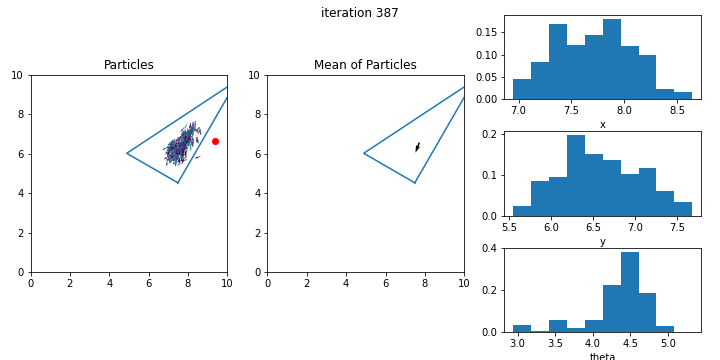 iteration 387
Particles
10
8
6
4
2
0
0 2 4 6 8 10
Mean of Particles
10
8
6
4
2
0
0 2 4 6 8 10
0.15
0.10
0.05
0.00
7.0 7.5 8.0 8.5
x
0.2
0.1
0.0
5.5 6.0 6.5 7.0 7.5
y
0.4
0.2
0.0
3.0 3.5 4.0 4.5 5.0
theta